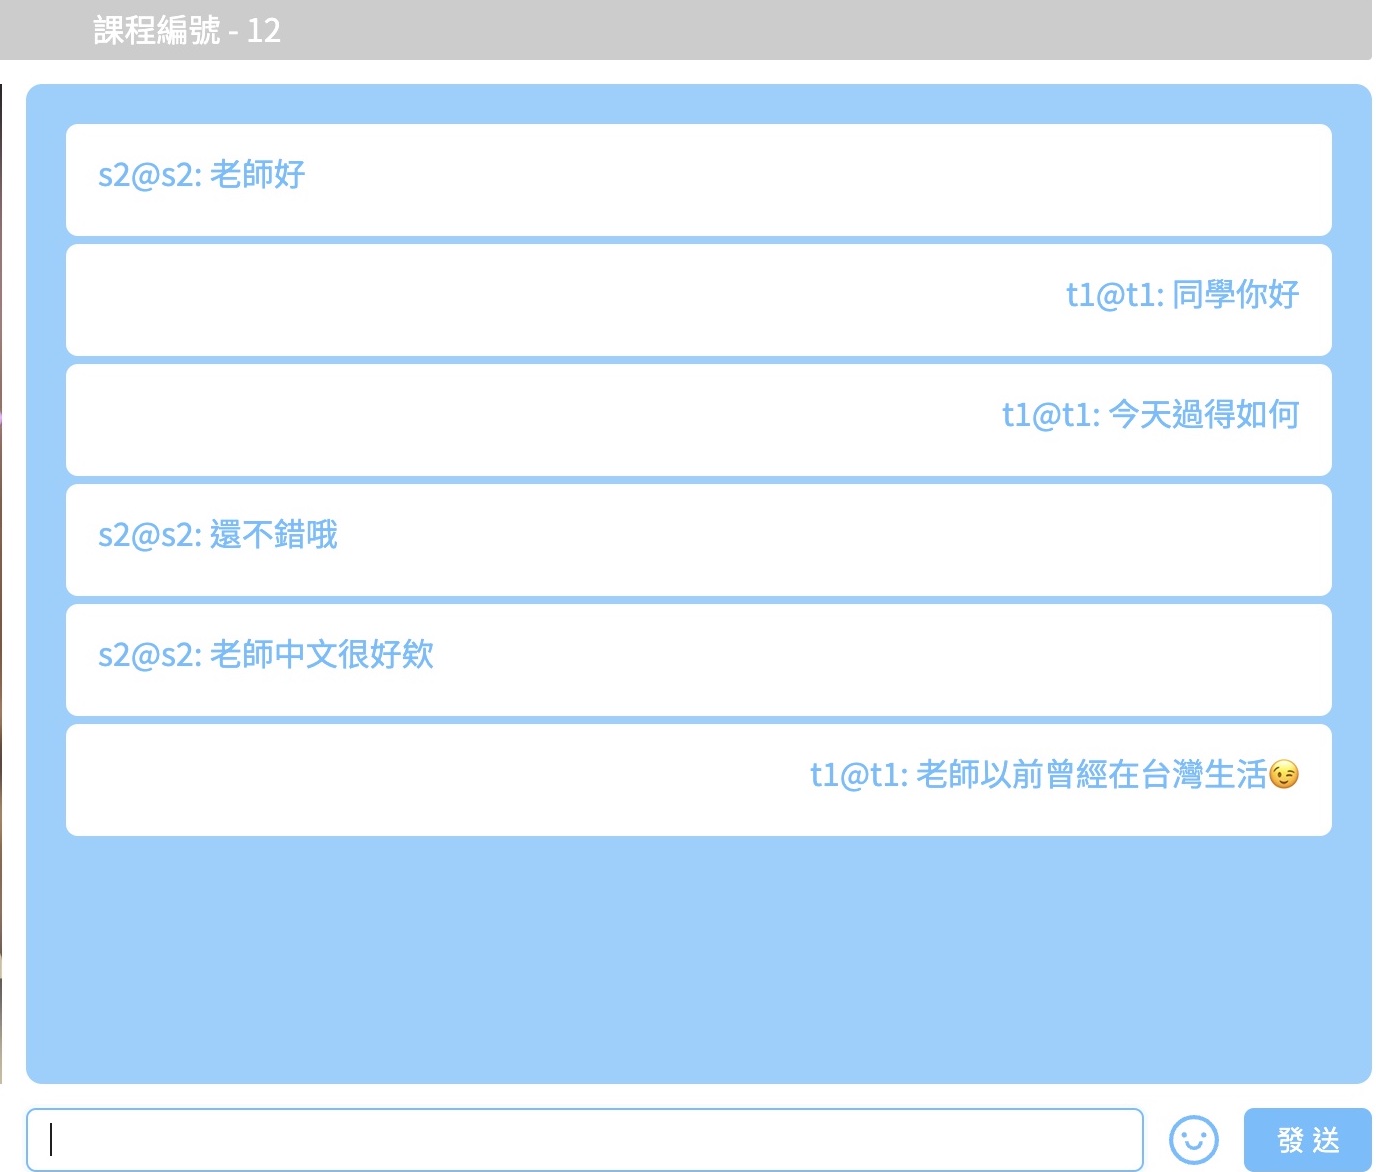 課程編號 - 12
s2@s2: 老師好
t1@t1: 同學你好
t1@t1: 今天過得如何
s2@s2: 還不錯哦
s2@s2: 老師中文很好欸
t1@t1: 老師以前曾經在台灣生活😉
發送